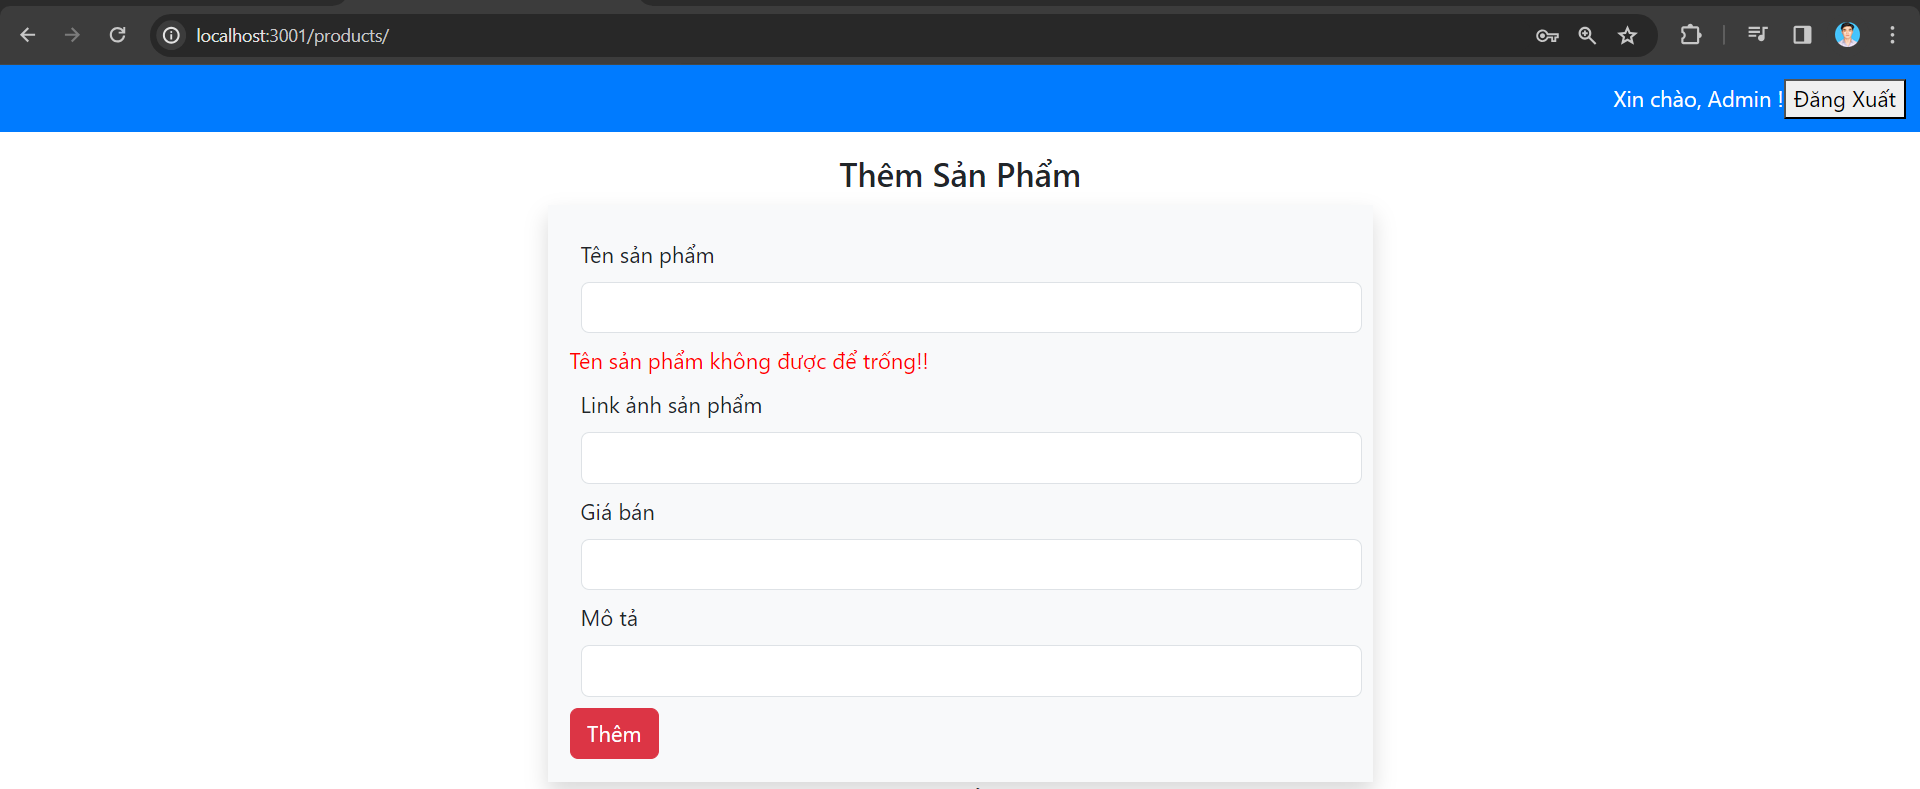 localhost:3001/products/
Xin chào, Admin ! Đăng Xuất
Thêm Sản Phẩm
Tên sản phẩm
Tên sản phẩm không được để trống!!
Link ảnh sản phẩm
Giá bán
Mô tả
Thêm